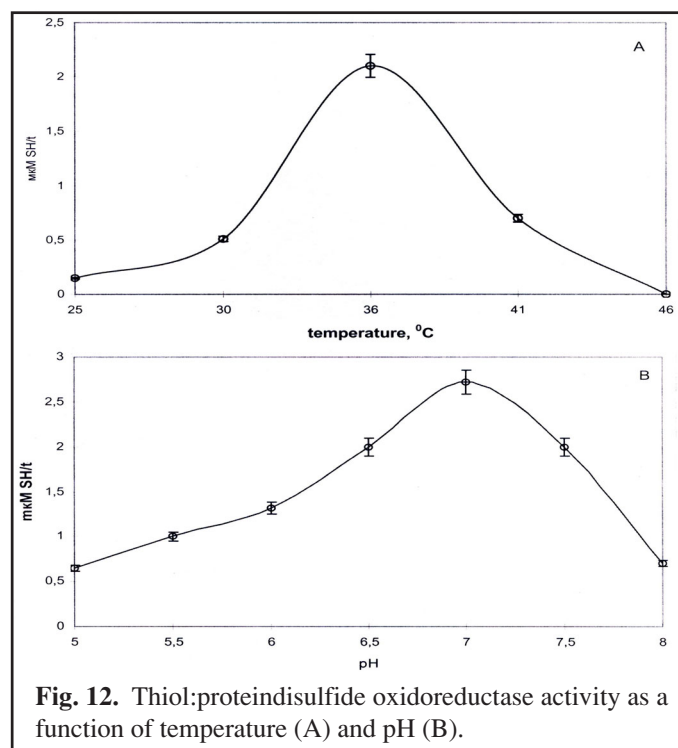 2,5
A
2
1,5
мкМ SH/t
1
0,5
0
25 30 36 41 46
temperature, ⁰C
3
B
2,5
2
mкM SH/t
1,5
1
0,5
0
5 5,5 6 6,5 7 7,5 8
pH
Fig. 12. Thiol:proteindisulfide oxidoreductase activity as a
function of temperature (A) and pH (B).